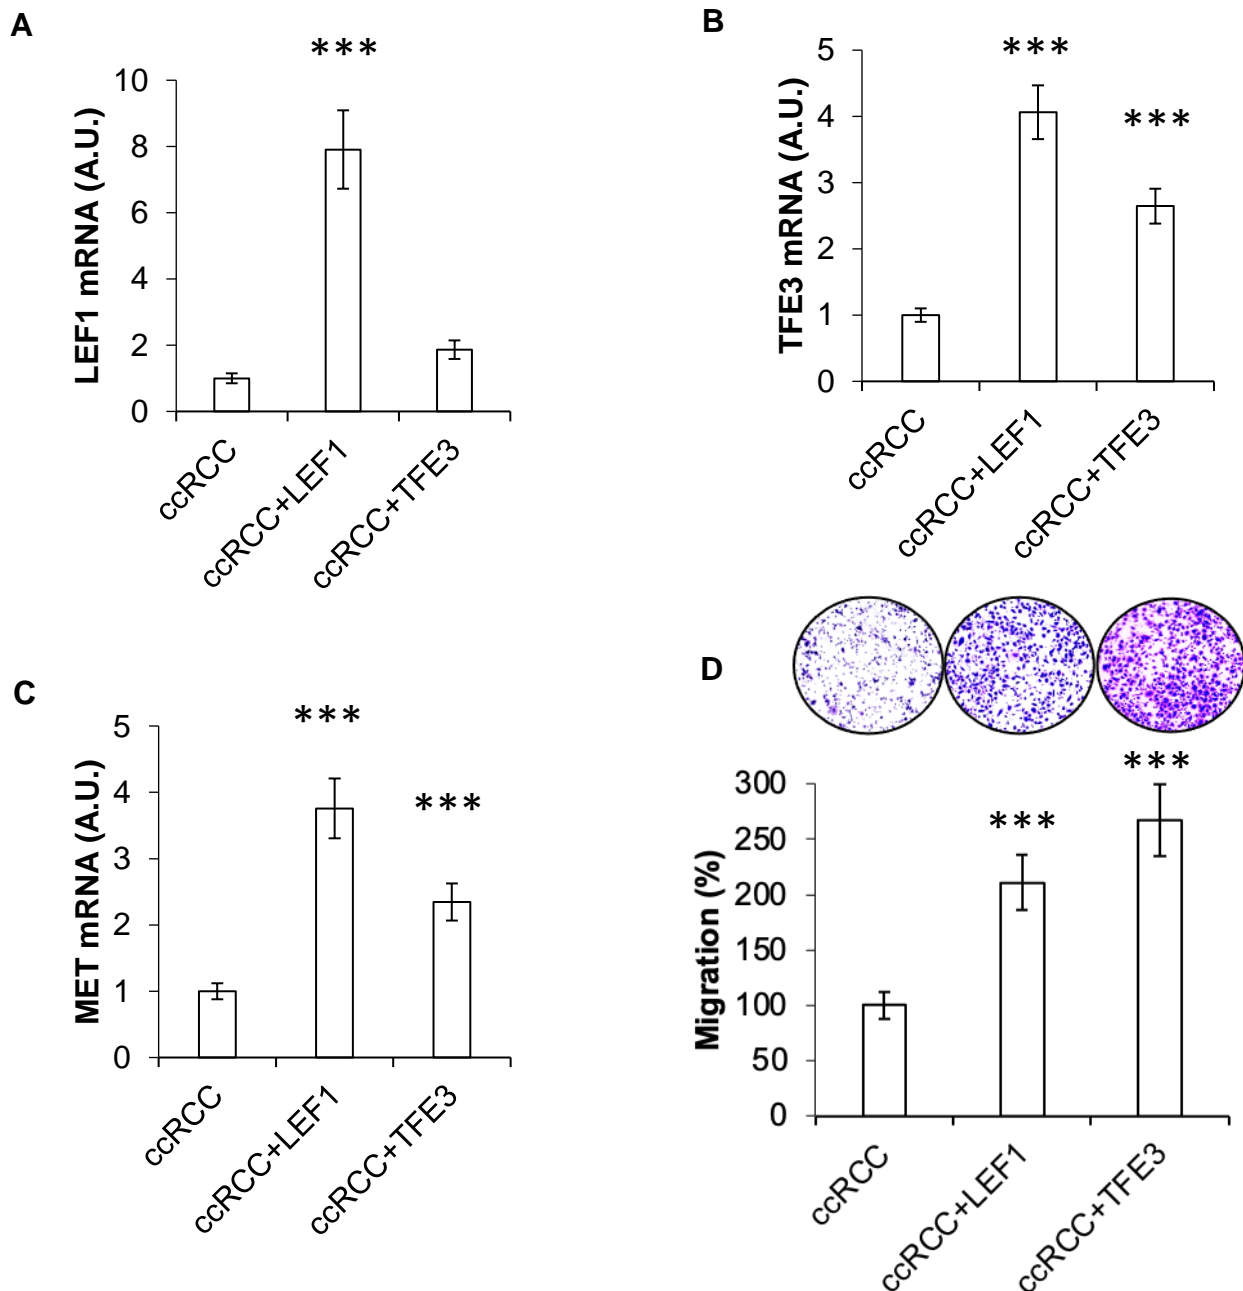 A
***
LEF1 mRNA (A.U.)
10
8
6
4
2
0
ccRCC
ccRCC+LEF1
ccRCC+TFE3
B
***
***
TFE3 mRNA (A.U.)
5
4
3
2
1
0
ccRCC
ccRCC+LEF1
ccRCC+TFE3
C
***
***
MET mRNA (A.U.)
5
4
3
2
1
0
ccRCC
ccRCC+LEF1
ccRCC+TFE3
D
***
***
Migration (%)
300
250
200
150
100
50
0
ccRCC
ccRCC+LEF1
ccRCC+TFE3